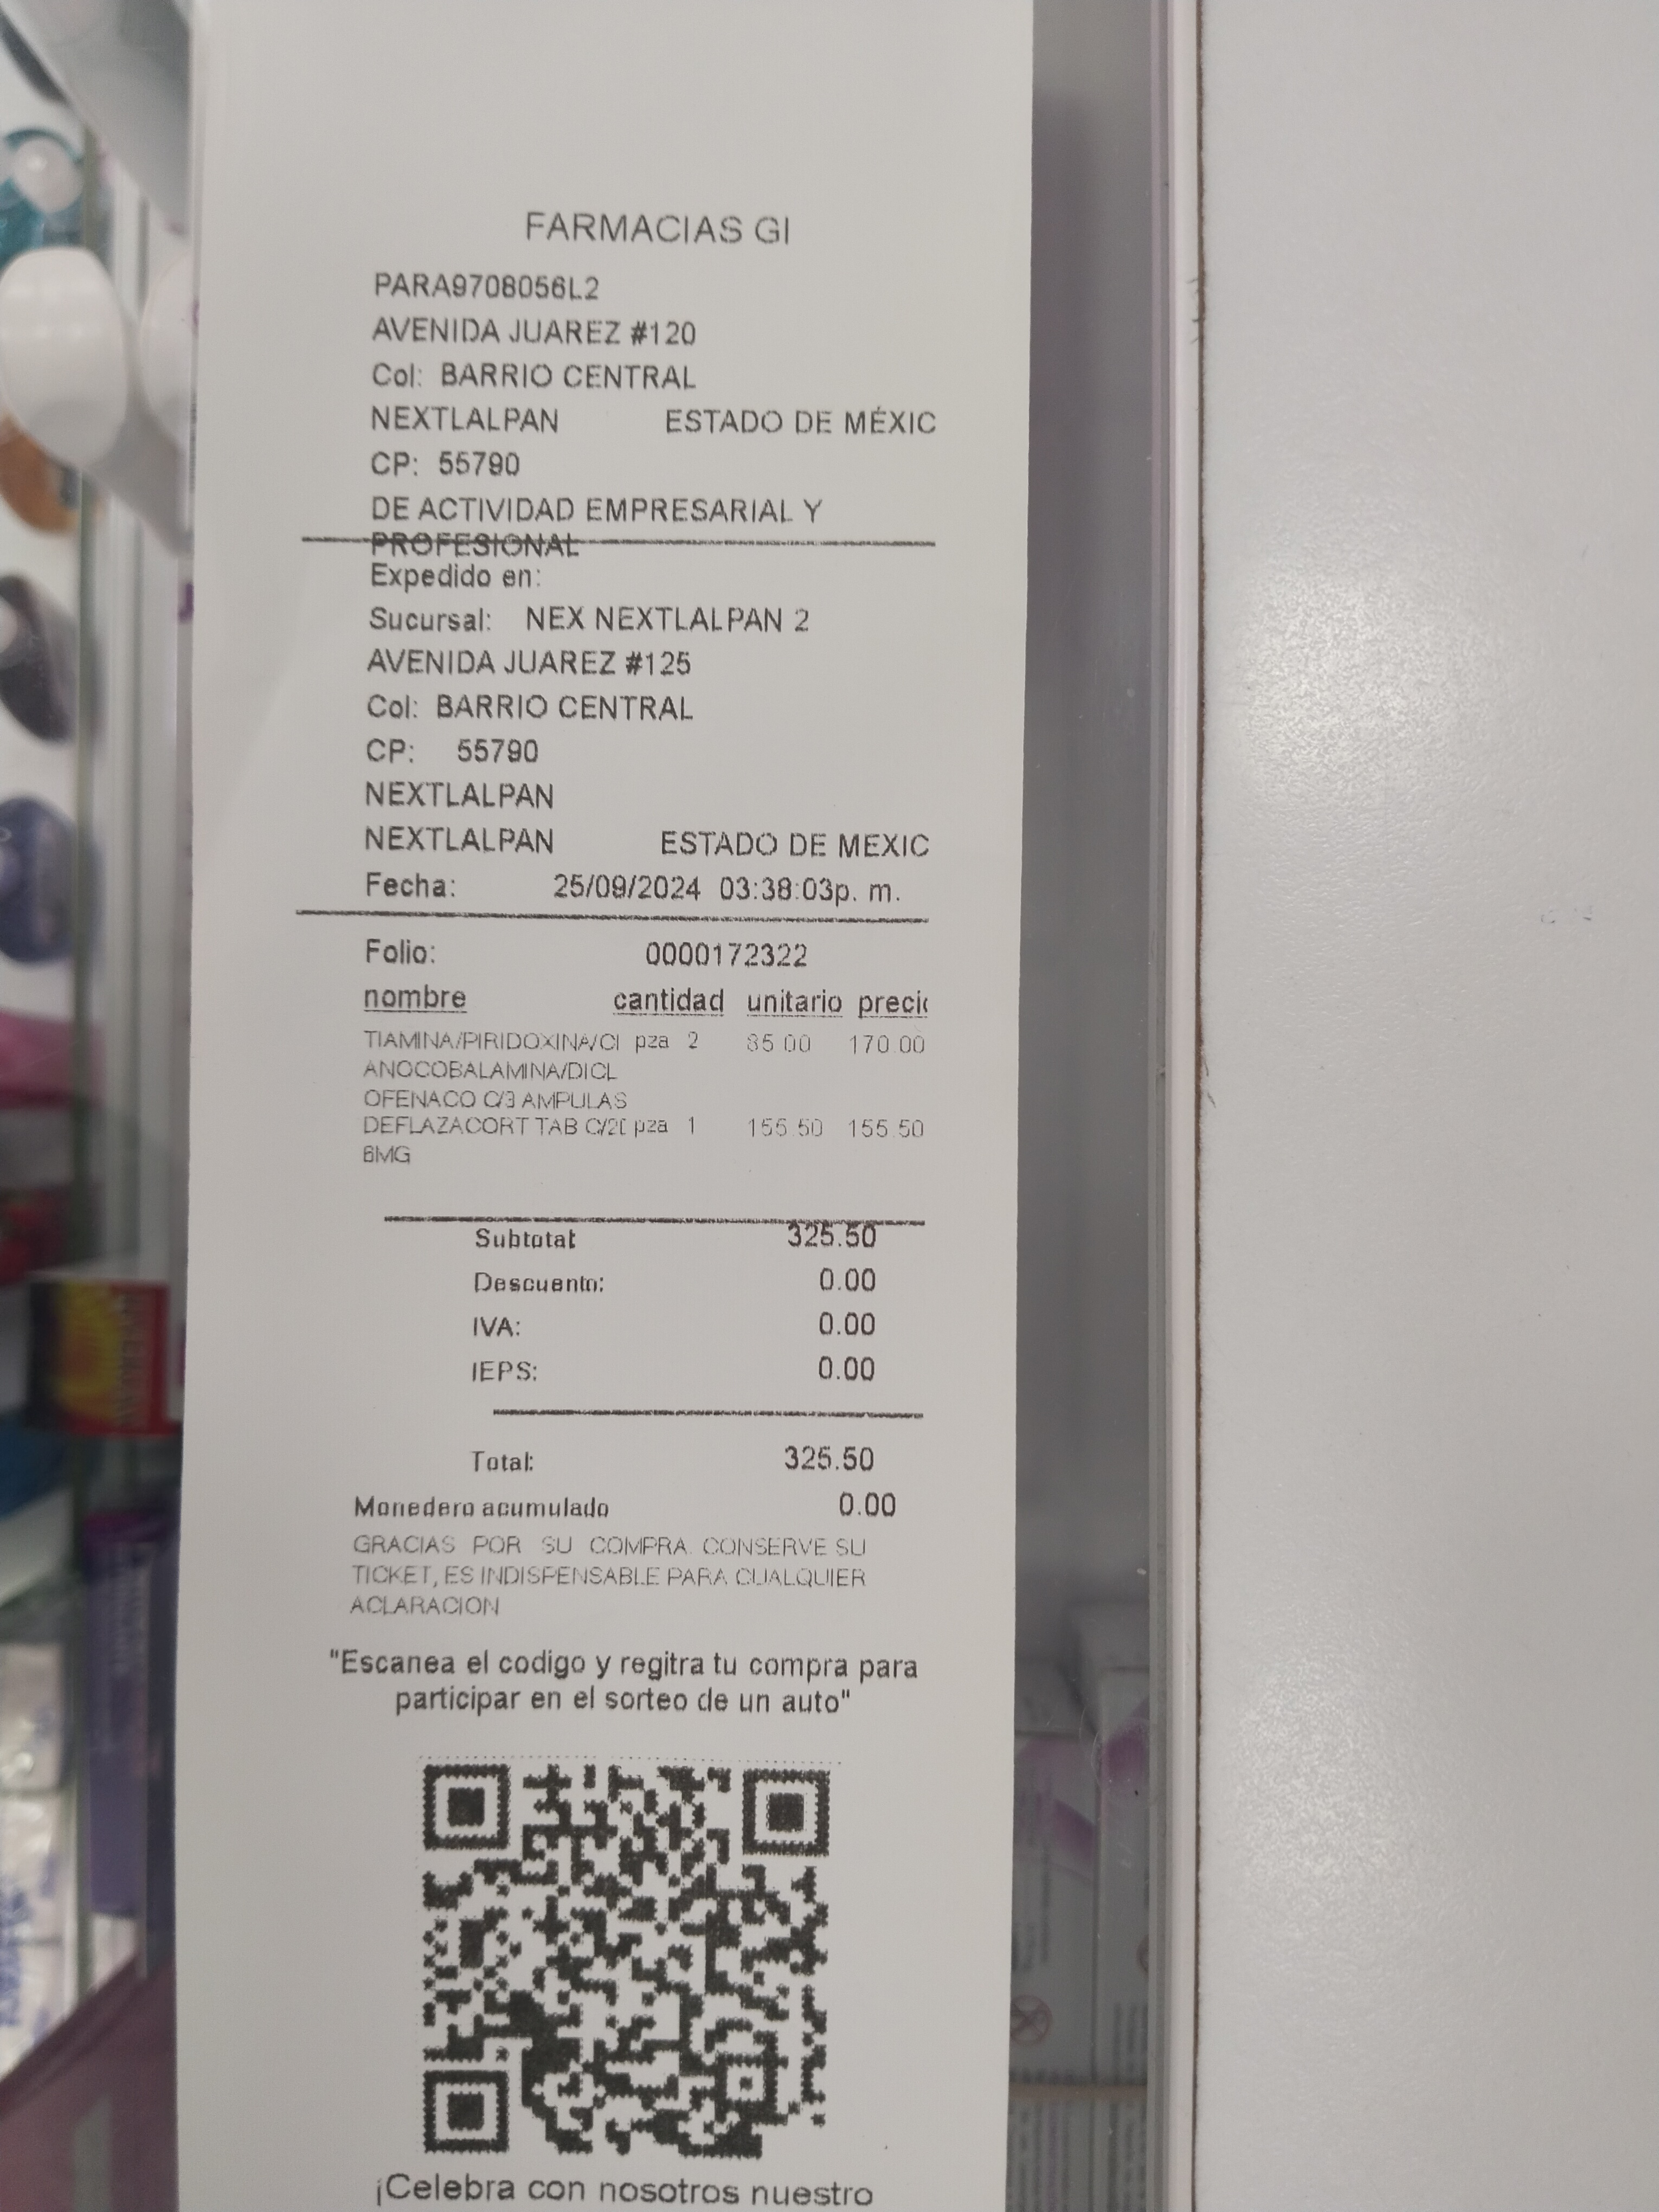 FARMACIAS GI
PARA9708056L2
AVENIDA JUAREZ #120
Col: BARRIO CENTRAL
NEXTLALPAN ESTADO DE MÉXIC
CP: 55790
DE ACTIVIDAD EMPRESARIAL Y
PROFESIONAL
Expedido en:
Sucursal: NEX NEXTLALPAN 2
AVENIDA JUAREZ #125
Col: BARRIO CENTRAL
CP: 55790
NEXTLALPAN
NEXTLALPAN ESTADO DE MEXIC
Fecha: 25/09/2024 03:38:03p. m.
Folio: 0000172322
nombre cantidad unitario precio
TIAMINA/PIRIDOXINA/CI pza 2 85.00 170.00
ANOCOBALAMINA/DICL
OFENACO C/3 AMPULAS
DEFLAZACORT TAB C/20 pza 1 155.50 155.50
6MG
Subtotal: 325.50
Descuento: 0.00
IVA: 0.00
IEPS: 0.00
Total: 325.50
Monedero acumulado 0.00
GRACIAS POR SU COMPRA. CONSERVE SU
TICKET, ES INDISPENSABLE PARA CUALQUIER
ACLARACION
"Escanea el codigo y regitra tu compra para
participar en el sorteo de un auto"
¡Celebra con nosotros nuestro